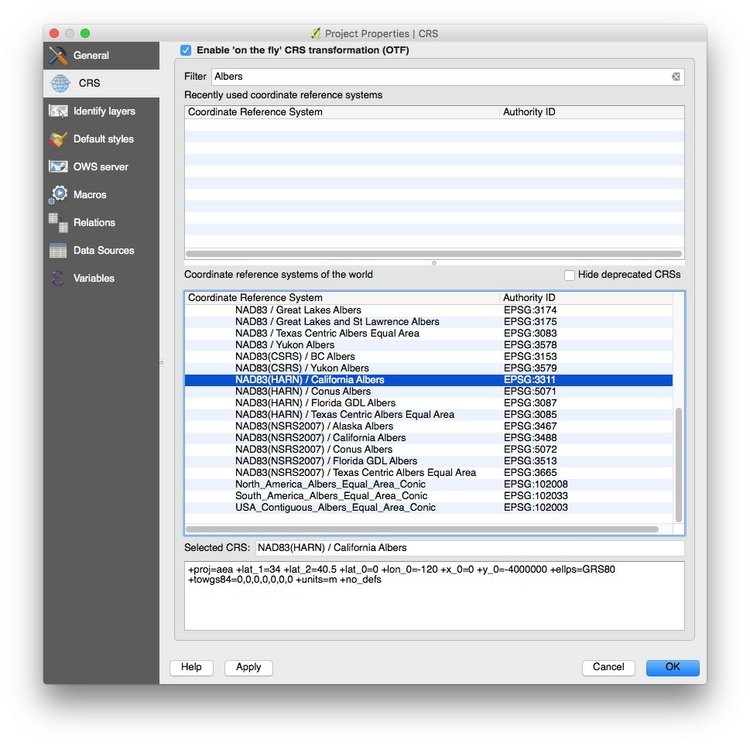 Project Properties | CRS
General
CRS
Identify layers
Default styles
OWS server
Macros
Relations
Data Sources
Variables
Enable 'on the fly' CRS transformation (OTF)
Filter Albers
Recently used coordinate reference systems
Coordinate Reference System Authority ID
Coordinate reference systems of the world Hide deprecated CRSs
Coordinate Reference System Authority ID
NAD83 / Great Lakes Albers EPSG:3174
NAD83 / Great Lakes and St Lawrence Albers EPSG:3175
NAD83 / Texas Centric Albers Equal Area EPSG:3083
NAD83 / Yukon Albers EPSG:3578
NAD83(CSRS) / BC Albers EPSG:3153
NAD83(CSRS) / Yukon Albers EPSG:3579
NAD83(HARN) / California Albers EPSG:3311
NAD83(HARN) / Conus Albers EPSG:5071
NAD83(HARN) / Florida GDL Albers EPSG:3087
NAD83(HARN) / Texas Centric Albers Equal Area EPSG:3085
NAD83(NSRS2007) / Alaska Albers EPSG:3467
NAD83(NSRS2007) / California Albers EPSG:3488
NAD83(NSRS2007) / Conus Albers EPSG:5072
NAD83(NSRS2007) / Florida GDL Albers EPSG:3513
NAD83(NSRS2007) / Texas Centric Albers Equal Area EPSG:3665
North_America_Albers_Equal_Area_Conic EPSG:102008
South_America_Albers_Equal_Area_Conic EPSG:102033
USA_Contiguous_Albers_Equal_Area_Conic EPSG:102003
Selected CRS: NAD83(HARN) / California Albers
+proj=aea +lat_1=34 +lat_2=40.5 +lat_0=0 +lon_0=-120 +x_0=0 +y_0=-4000000 +ellps=GRS80
+towgs84=0,0,0,0,0,0,0 +units=m +no_defs
Help Apply Cancel OK